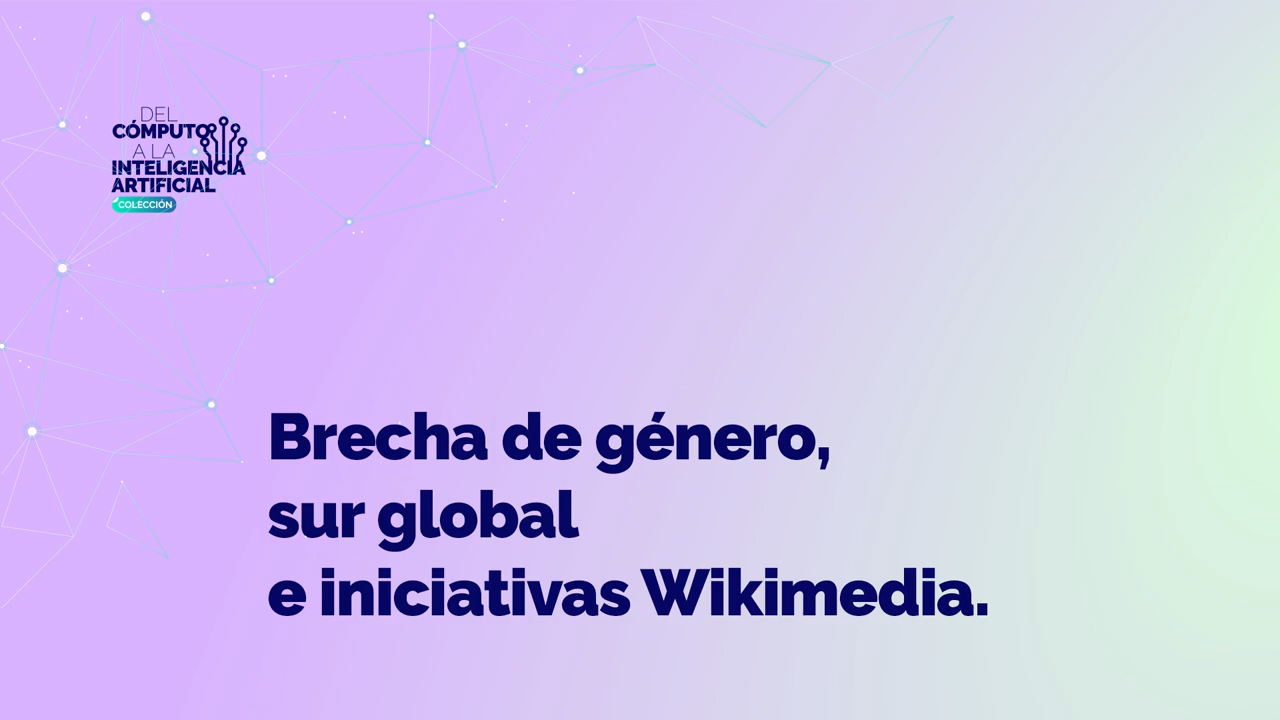 DEL
CÓMPUTO
A LA
INTELIGENCIA
ARTIFICIAL
COLECCIÓN
Brecha de género,
sur global
e iniciativas Wikimedia.